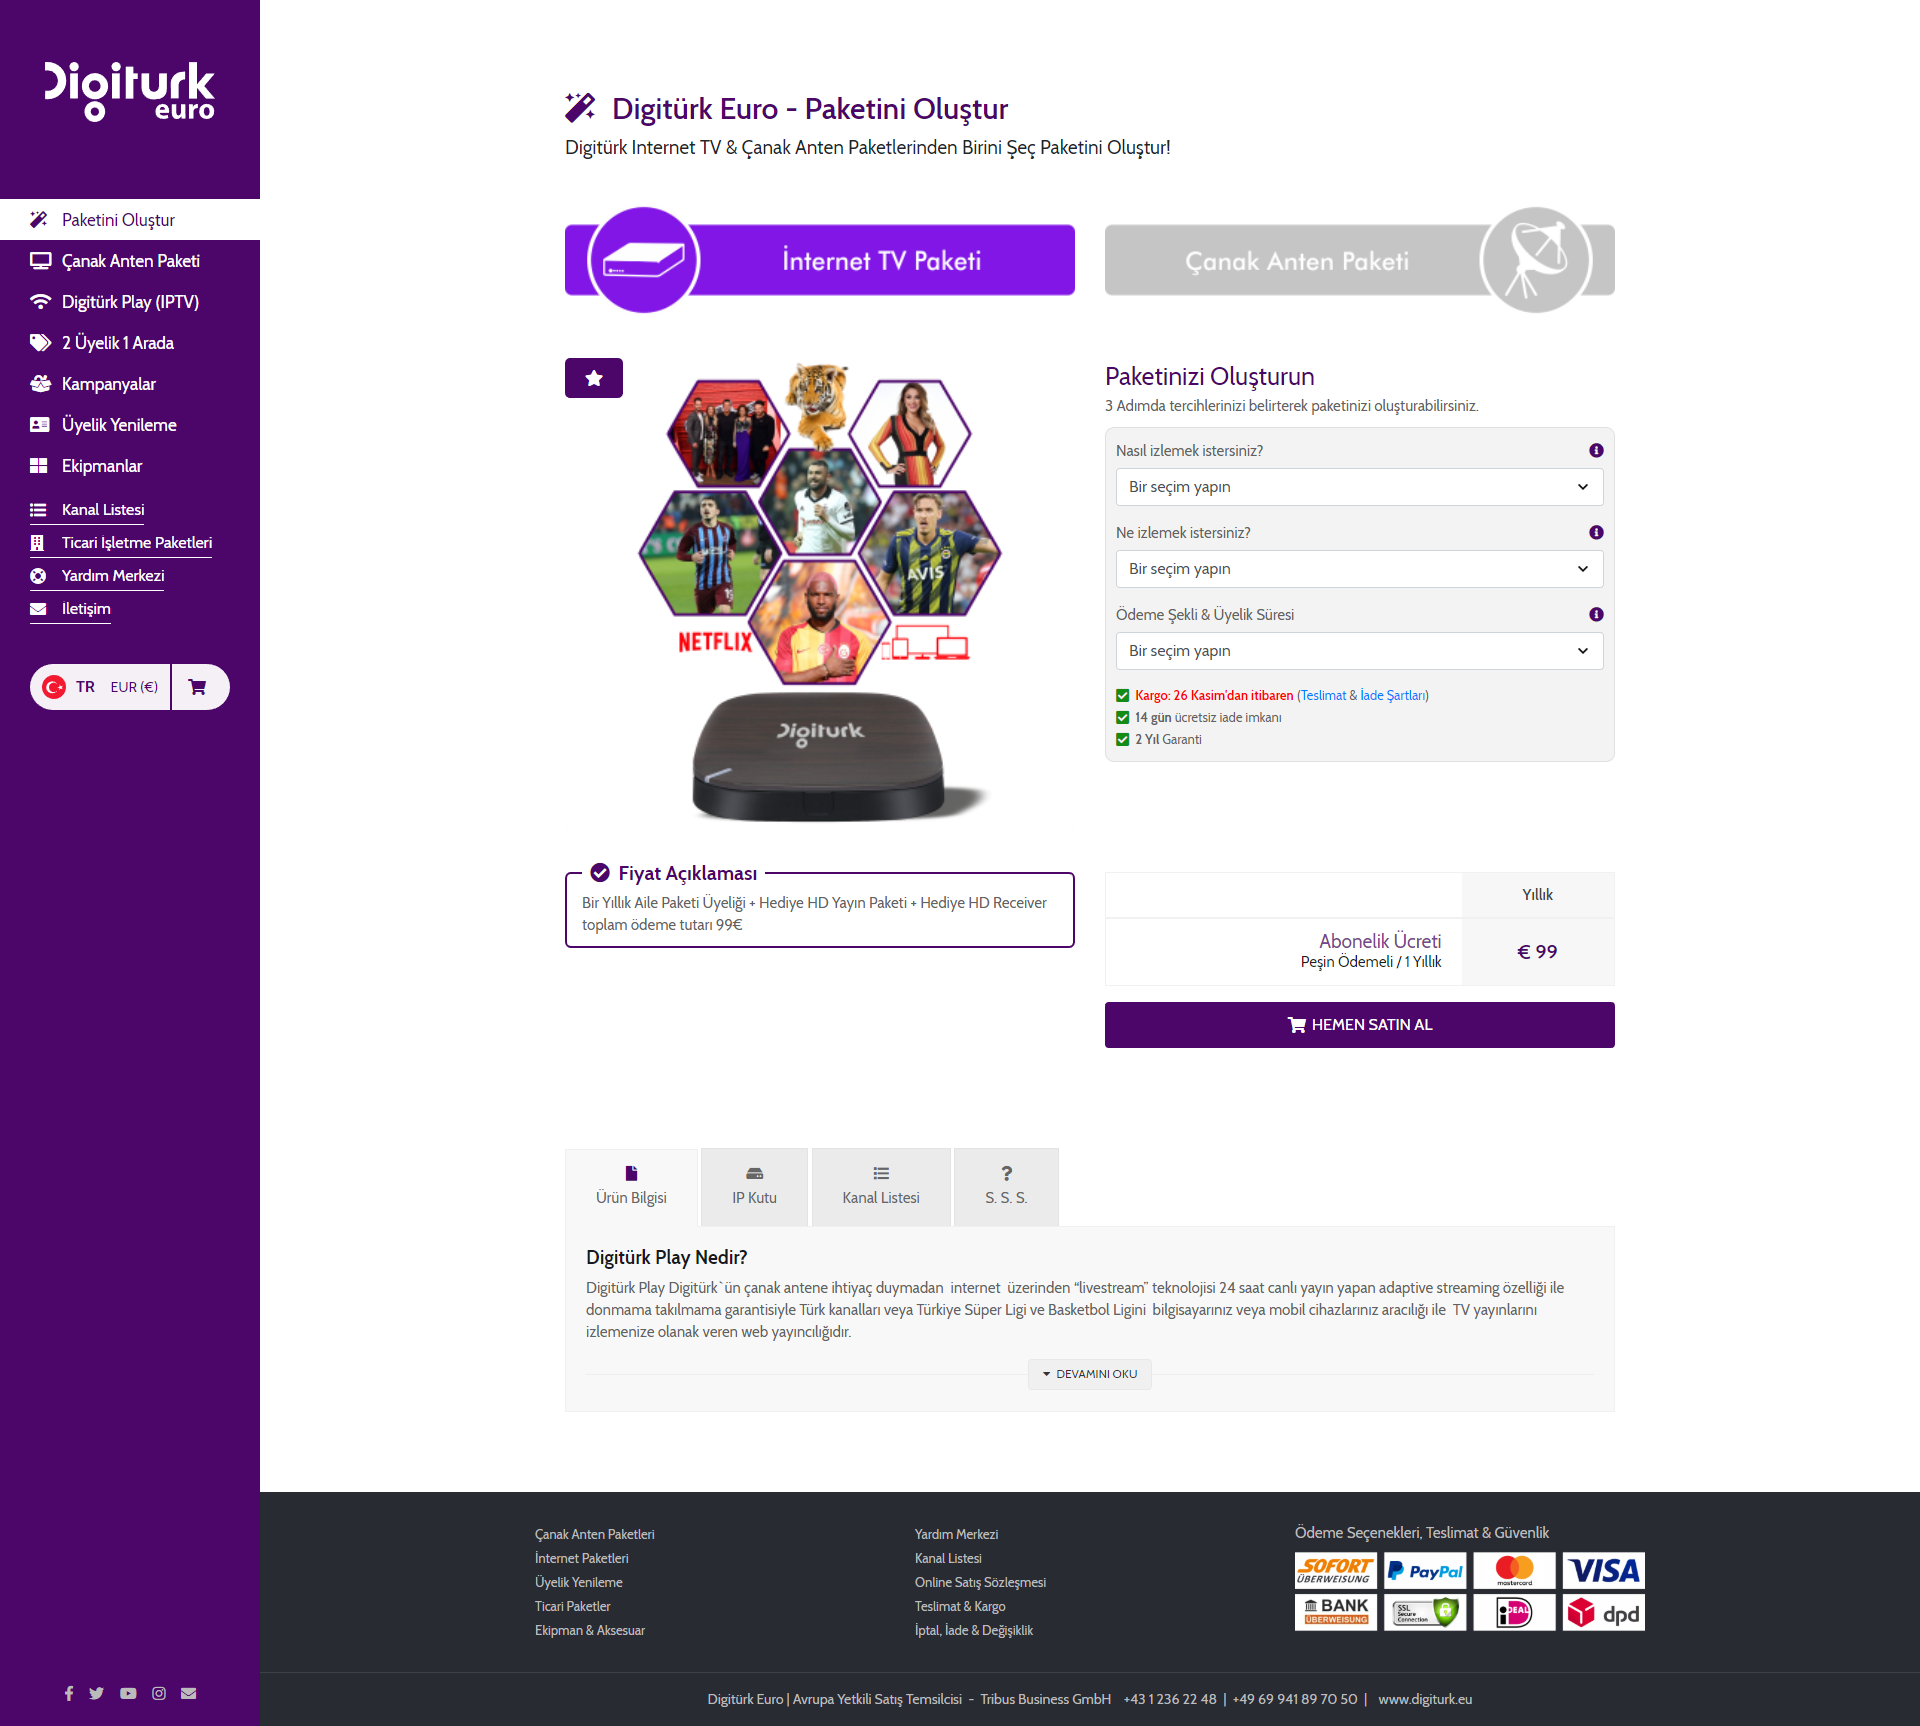 Digiturk
euro
Paketini Oluştur
Çanak Anten Paketi
Digitürk Play (IPTV)
2 Üyelik 1 Arada
Kampanyalar
Üyelik Yenileme
Ekipmanlar
Kanal Listesi
Ticari İşletme Paketleri
Yardım Merkezi
İletişim
TR EUR (€)
Digitürk Euro - Paketini Oluştur
Digitürk Internet TV & Çanak Anten Paketlerinden Birini Şeç Paketini Oluştur!
İnternet TV Paketi
Çanak Anten Paketi
AVIS
NETFLIX
Digiturk
Paketinizi Oluşturun
3 Adımda tercihlerinizi belirterek paketinizi oluşturabilirsiniz.
Nasıl izlemek istersiniz?
Bir seçim yapın
Ne izlemek istersiniz?
Bir seçim yapın
Ödeme Şekli & Üyelik Süresi
Bir seçim yapın
Kargo: 26 Kasim'dan itibaren (Teslimat & İade Şartları)
14 gün ücretsiz iade imkanı
2 Yıl Garanti
Fiyat Açıklaması
Bir Yıllık Aile Paketi Üyeliği + Hediye HD Yayın Paketi + Hediye HD Receiver
toplam ödeme tutarı 99€
Yıllık
Abonelik Ücreti
Peşin Ödemeli / 1 Yıllık
€ 99
HEMEN SATIN AL
Ürün Bilgisi
IP Kutu
Kanal Listesi
S. S. S.
Digitürk Play Nedir?
Digitürk Play Digitürk`ün çanak antene ihtiyaç duymadan internet üzerinden “livestream” teknolojisi 24 saat canlı yayın yapan adaptive streaming özelliği ile
donmama takılmama garantisiyle Türk kanalları veya Türkiye Süper Ligi ve Basketbol Ligini bilgisayarınız veya mobil cihazlarınız aracılığı ile TV yayınlarını
izlemenize olanak veren web yayıncılığıdır.
DEVAMINI OKU
Çanak Anten Paketleri
İnternet Paketleri
Üyelik Yenileme
Ticari Paketler
Ekipman & Aksesuar
Yardım Merkezi
Kanal Listesi
Online Satış Sözleşmesi
Teslimat & Kargo
İptal, İade & Değişiklik
Ödeme Seçenekleri, Teslimat & Güvenlik
SOFORT
ÜBERWEISUNG
PayPal
mastercard
VISA
BANK
ÜBERWEISUNG
SSL
Secure
Connection
iDEAL
dpd
Digitürk Euro | Avrupa Yetkili Satış Temsilcisi - Tribus Business GmbH +43 1 236 22 48 | +49 69 941 89 70 50 | www.digiturk.eu